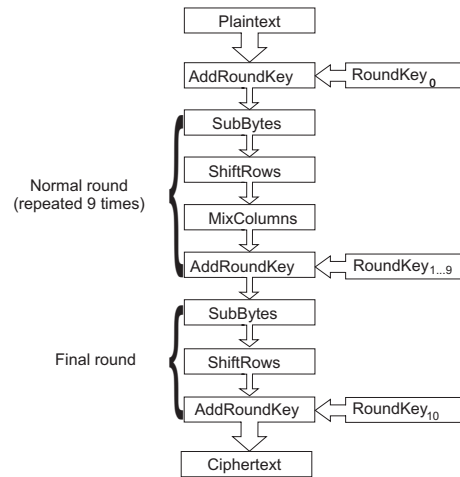 Plaintext
AddRoundKey
RoundKey0
SubBytes
ShiftRows
Normal round
(repeated 9 times)
MixColumns
AddRoundKey
RoundKey1...9
SubBytes
Final round
ShiftRows
AddRoundKey
RoundKey10
Ciphertext